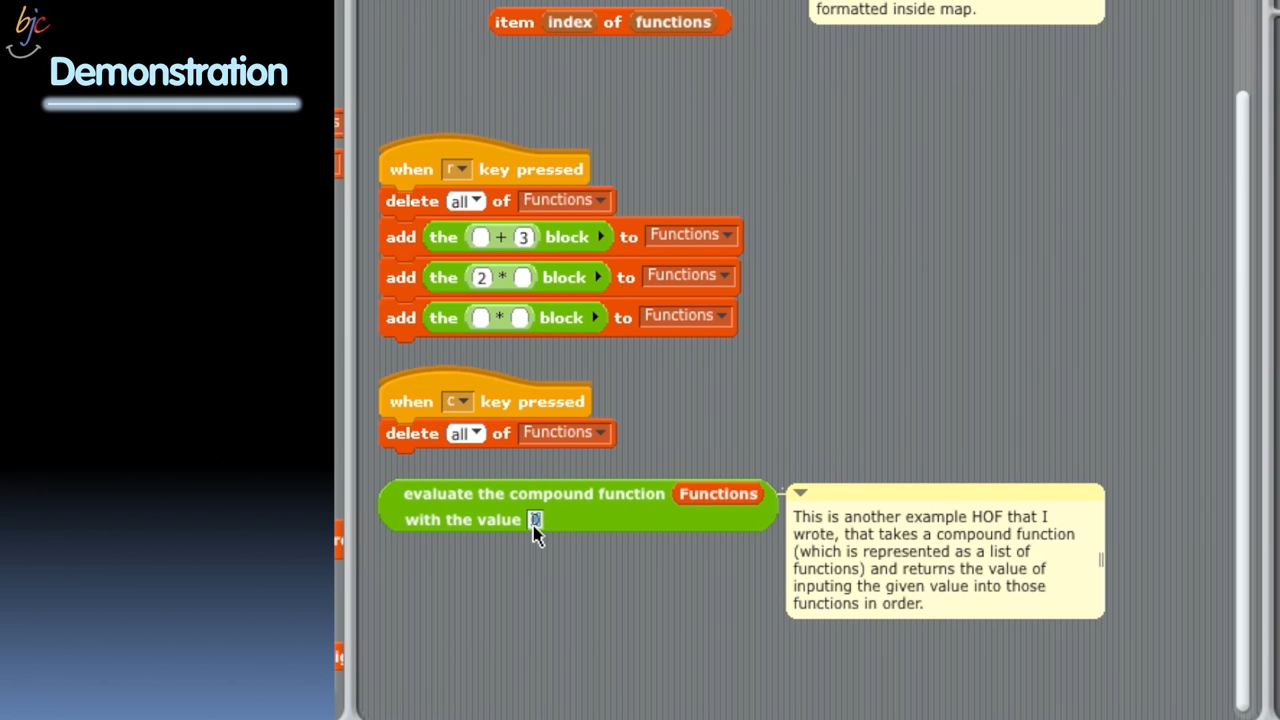 bjc
Demonstration
formatted inside map.
item index of functions
when r key pressed
delete all of Functions
add the + 3 block to Functions
add the 2 * block to Functions
add the * block to Functions
when c key pressed
delete all of Functions
evaluate the compound function Functions
with the value
This is another example HOF that I
wrote, that takes a compound function
(which is represented as a list of
functions) and returns the value of
inputing the given value into those
functions in order.